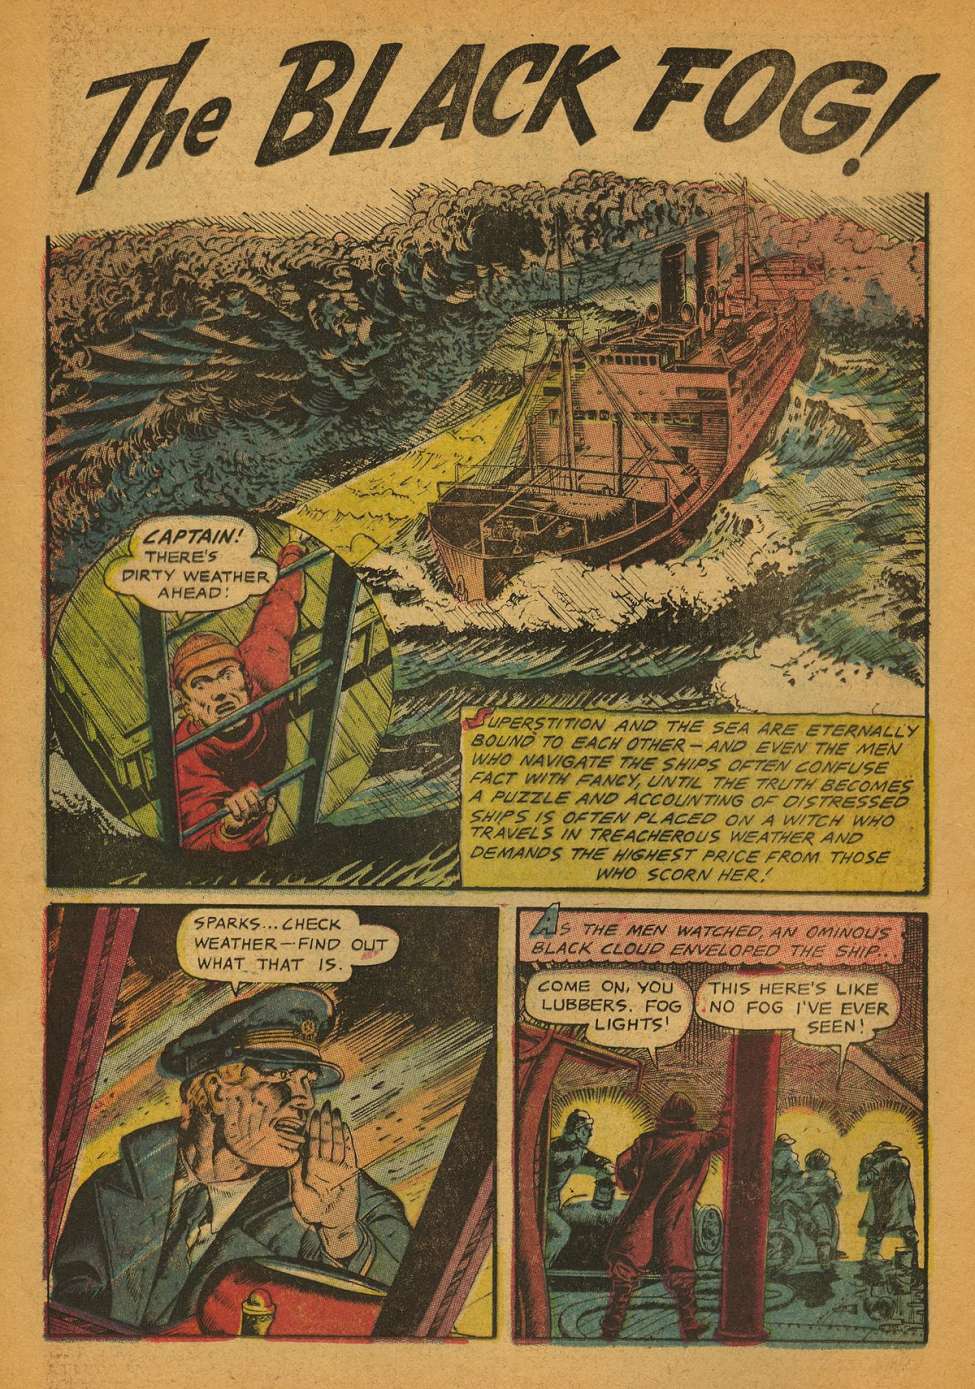 The BLACK FOG!
CAPTAIN!
THERE'S
DIRTY WEATHER
AHEAD!
SUPERSTITION AND THE SEA ARE ETERNALLY
BOUND TO EACH OTHER — AND EVEN THE MEN
WHO NAVIGATE THE SHIPS OFTEN CONFUSE
FACT WITH FANCY, UNTIL THE TRUTH BECOMES
A PUZZLE AND ACCOUNTING OF DISTRESSED
SHIPS IS OFTEN PLACED ON A WITCH WHO
TRAVELS IN TREACHEROUS WEATHER AND
DEMANDS THE HIGHEST PRICE FROM THOSE
WHO SCORN HER!
SPARKS... CHECK
WEATHER — FIND OUT
WHAT THAT IS.
AS THE MEN WATCHED, AN OMINOUS
BLACK CLOUD ENVELOPED THE SHIP...
COME ON, YOU
LUBBERS. FOG
LIGHTS!
THIS HERE'S LIKE
NO FOG I'VE EVER
SEEN!